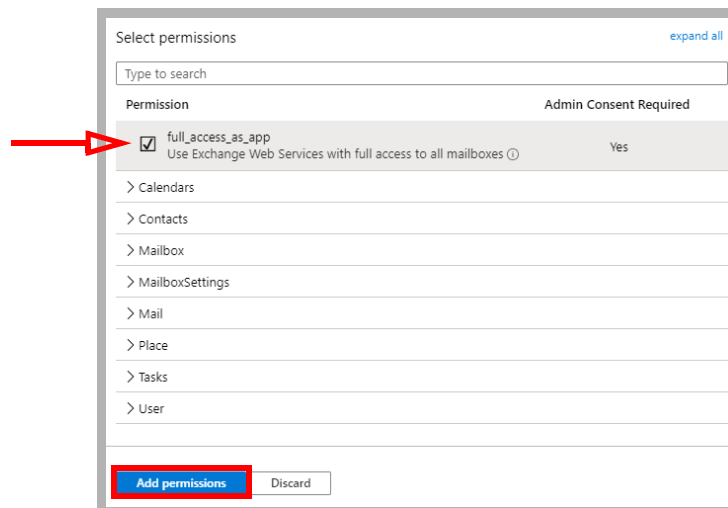 Select permissions
expand all
Type to search
Permission Admin Consent Required
full_access_as_app
Use Exchange Web Services with full access to all mailboxes
Yes
Calendars
Contacts
Mailbox
MailboxSettings
Mail
Place
Tasks
User
Add permissions Discard